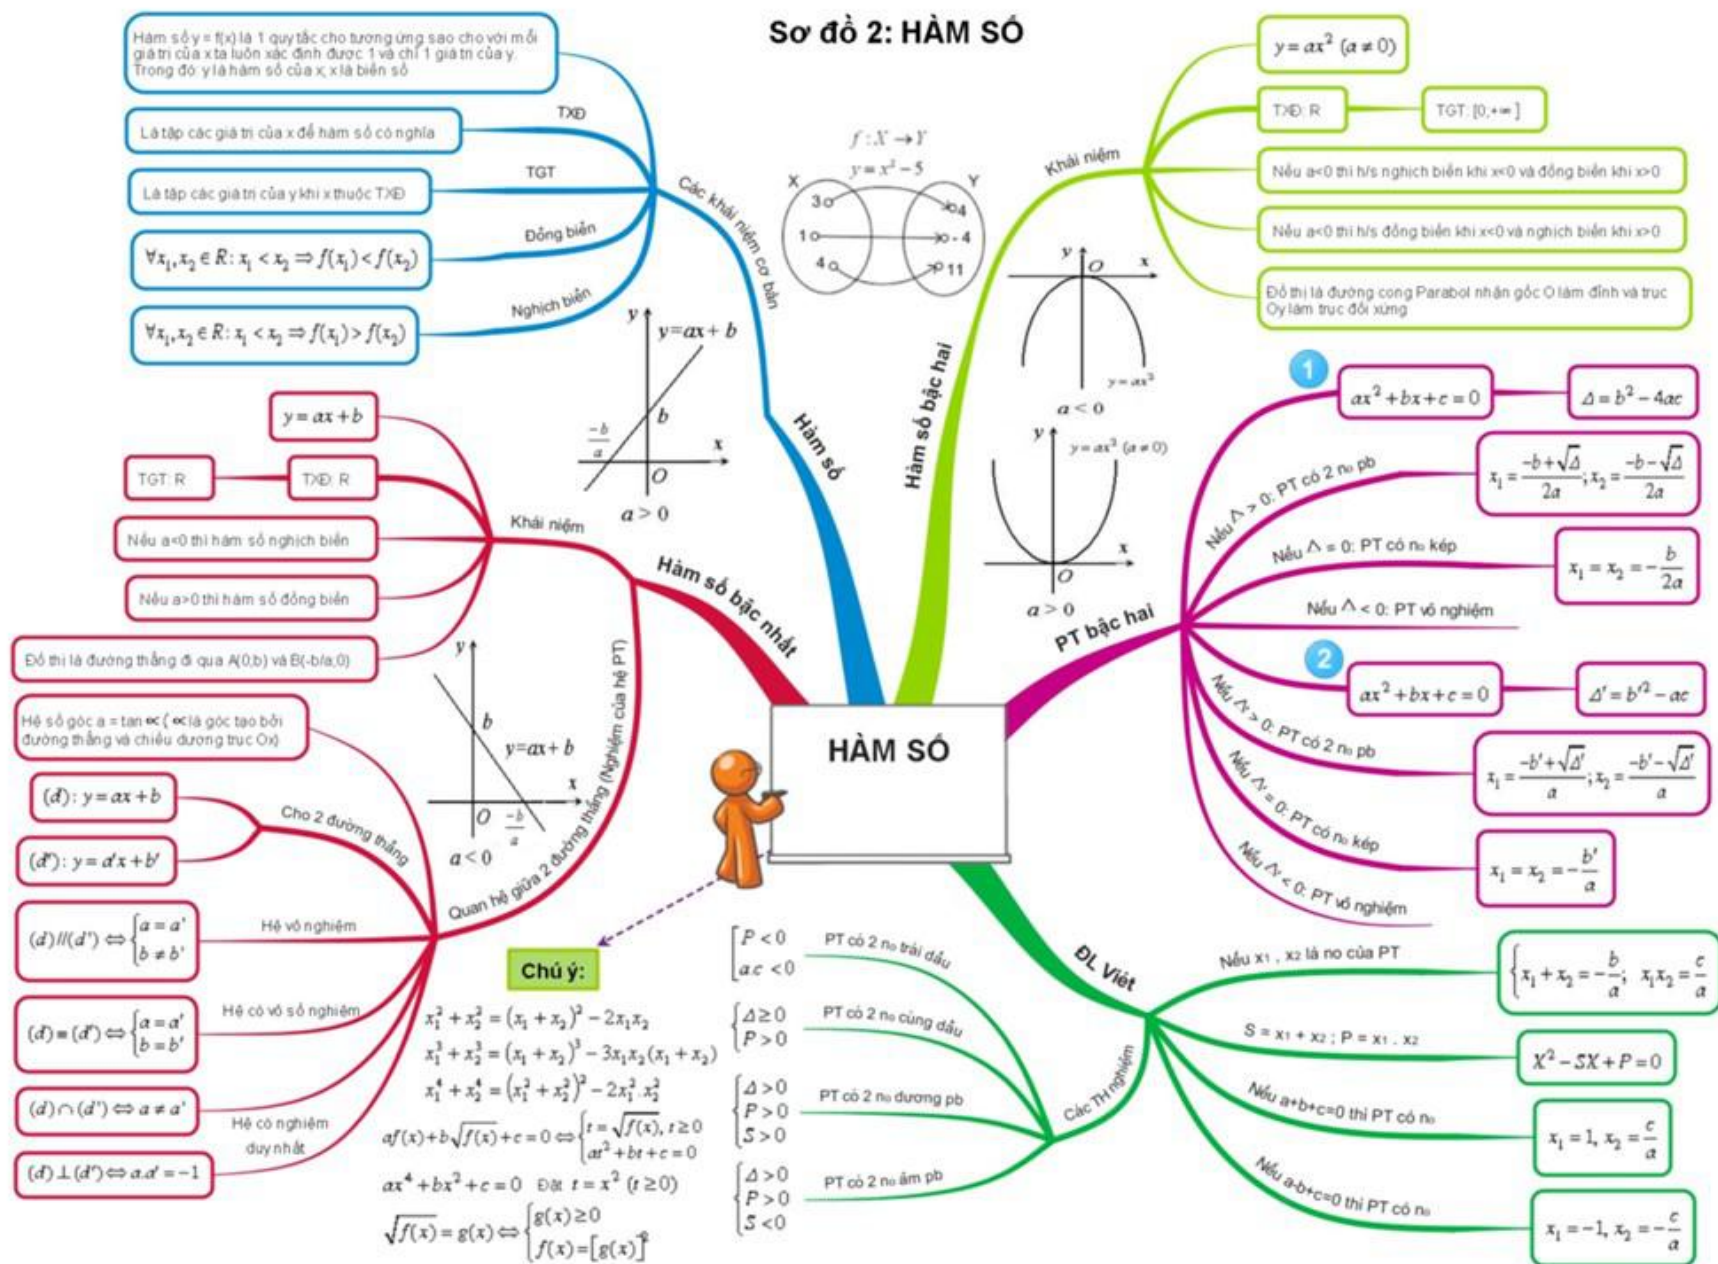 Sơ đồ 2: HÀM SỐ
Hàm số y = f(x) là 1 quy tắc cho tương ứng sao cho với mỗi
giá trị của x ta luôn xác định được 1 và chỉ 1 giá trị của y.
Trong đó: y là hàm số của x; x là biến số
TXĐ
Là tập các giá trị của x để hàm số có nghĩa
TGT
Là tập các giá trị của y khi x thuộc TXĐ
Đồng biến
∀x₁, x₂ ∈ R: x₁ < x₂ ⇒ f(x₁) < f(x₂)
Nghịch biến
∀x₁, x₂ ∈ R: x₁ < x₂ ⇒ f(x₁) > f(x₂)
Các khái niệm cơ bản
Hàm số
f : X → Y
y = x² − 5
X
Y
3
4
1
- 4
4
11
y
y=ax+b
b
-b/a
x
O
a > 0
Khái niệm
y = ax² (a ≠ 0)
TXĐ: R
TGT: [0;+∞]
Nếu a<0 thì h/s nghịch biến khi x<0 và đồng biến khi x>0
Nếu a<0 thì h/s đồng biến khi x<0 và nghịch biến khi x>0
Đồ thị là đường cong Parabol nhận gốc O làm đỉnh và trục
Oy làm trục đối xứng
Hàm số bậc hai
y
O
x
y = ax²
a < 0
y
y = ax² (a ≠ 0)
x
O
a > 0
y = ax + b
TGT: R
TXĐ: R
Nếu a<0 thì hàm số nghịch biến
Nếu a>0 thì hàm số đồng biến
Đồ thị là đường thẳng đi qua A(0;b) và B(-b/a;0)
Khái niệm
Hàm số bậc nhất
y
b
y=ax+b
x
O
-b/a
a < 0
Quan hệ giữa 2 đường thẳng (Nghiệm của hệ PT)
Hệ số góc a = tan ∝ ( ∝ là góc tạo bởi
đường thẳng và chiều dương trục Ox)
(d): y = ax + b
(d'): y = a'x + b'
Cho 2 đường thẳng
(d)//(d') ⇔ {a = a'
b ≠ b'
Hệ vô nghiệm
(d) ≡ (d') ⇔ {a = a'
b = b'
Hệ có vô số nghiệm
(d) ∩ (d') ⇔ a ≠ a'
Hệ có nghiệm
duy nhất
(d) ⊥ (d') ⇔ a.a' = −1
HÀM SỐ
PT bậc hai
1
ax² + bx + c = 0
Δ = b² − 4ac
Nếu Δ > 0: PT có 2 n₀ pb
x₁ = (−b + √Δ)/2a; x₂ = (−b − √Δ)/2a
Nếu Δ = 0: PT có n₀ kép
x₁ = x₂ = −b/2a
Nếu Δ < 0: PT vô nghiệm
2
ax² + bx + c = 0
Δ' = b'² − ac
Nếu Δ' > 0: PT có 2 n₀ pb
x₁ = (−b' + √Δ')/a; x₂ = (−b' − √Δ')/a
Nếu Δ' = 0: PT có n₀ kép
x₁ = x₂ = −b'/a
Nếu Δ' < 0: PT vô nghiệm
Chú ý:
x₁² + x₂² = (x₁ + x₂)² − 2x₁x₂
x₁³ + x₂³ = (x₁ + x₂)³ − 3x₁x₂(x₁ + x₂)
x₁⁴ + x₂⁴ = (x₁² + x₂²)² − 2x₁².x₂²
af(x) + b√f(x) + c = 0 ⇔ {t = √f(x), t ≥ 0
at² + bt + c = 0
ax⁴ + bx² + c = 0 Đặt t = x² (t ≥ 0)
√f(x) = g(x) ⇔ {g(x) ≥ 0
f(x) = [g(x)]²
ĐL Viét
Nếu x₁ , x₂ là no của PT
{x₁ + x₂ = −b/a; x₁x₂ = c/a
S = x₁ + x₂ ; P = x₁ . x₂
X² − SX + P = 0
Nếu a+b+c=0 thì PT có n₀
x₁ = 1, x₂ = c/a
Nếu a-b+c=0 thì PT có n₀
x₁ = −1, x₂ = −c/a
Các TH nghiệm
[P < 0
a.c < 0
PT có 2 n₀ trái dấu
{Δ ≥ 0
P > 0
PT có 2 n₀ cùng dấu
{Δ > 0
P > 0
S > 0
PT có 2 n₀ dương pb
{Δ > 0
P > 0
S < 0
PT có 2 n₀ âm pb